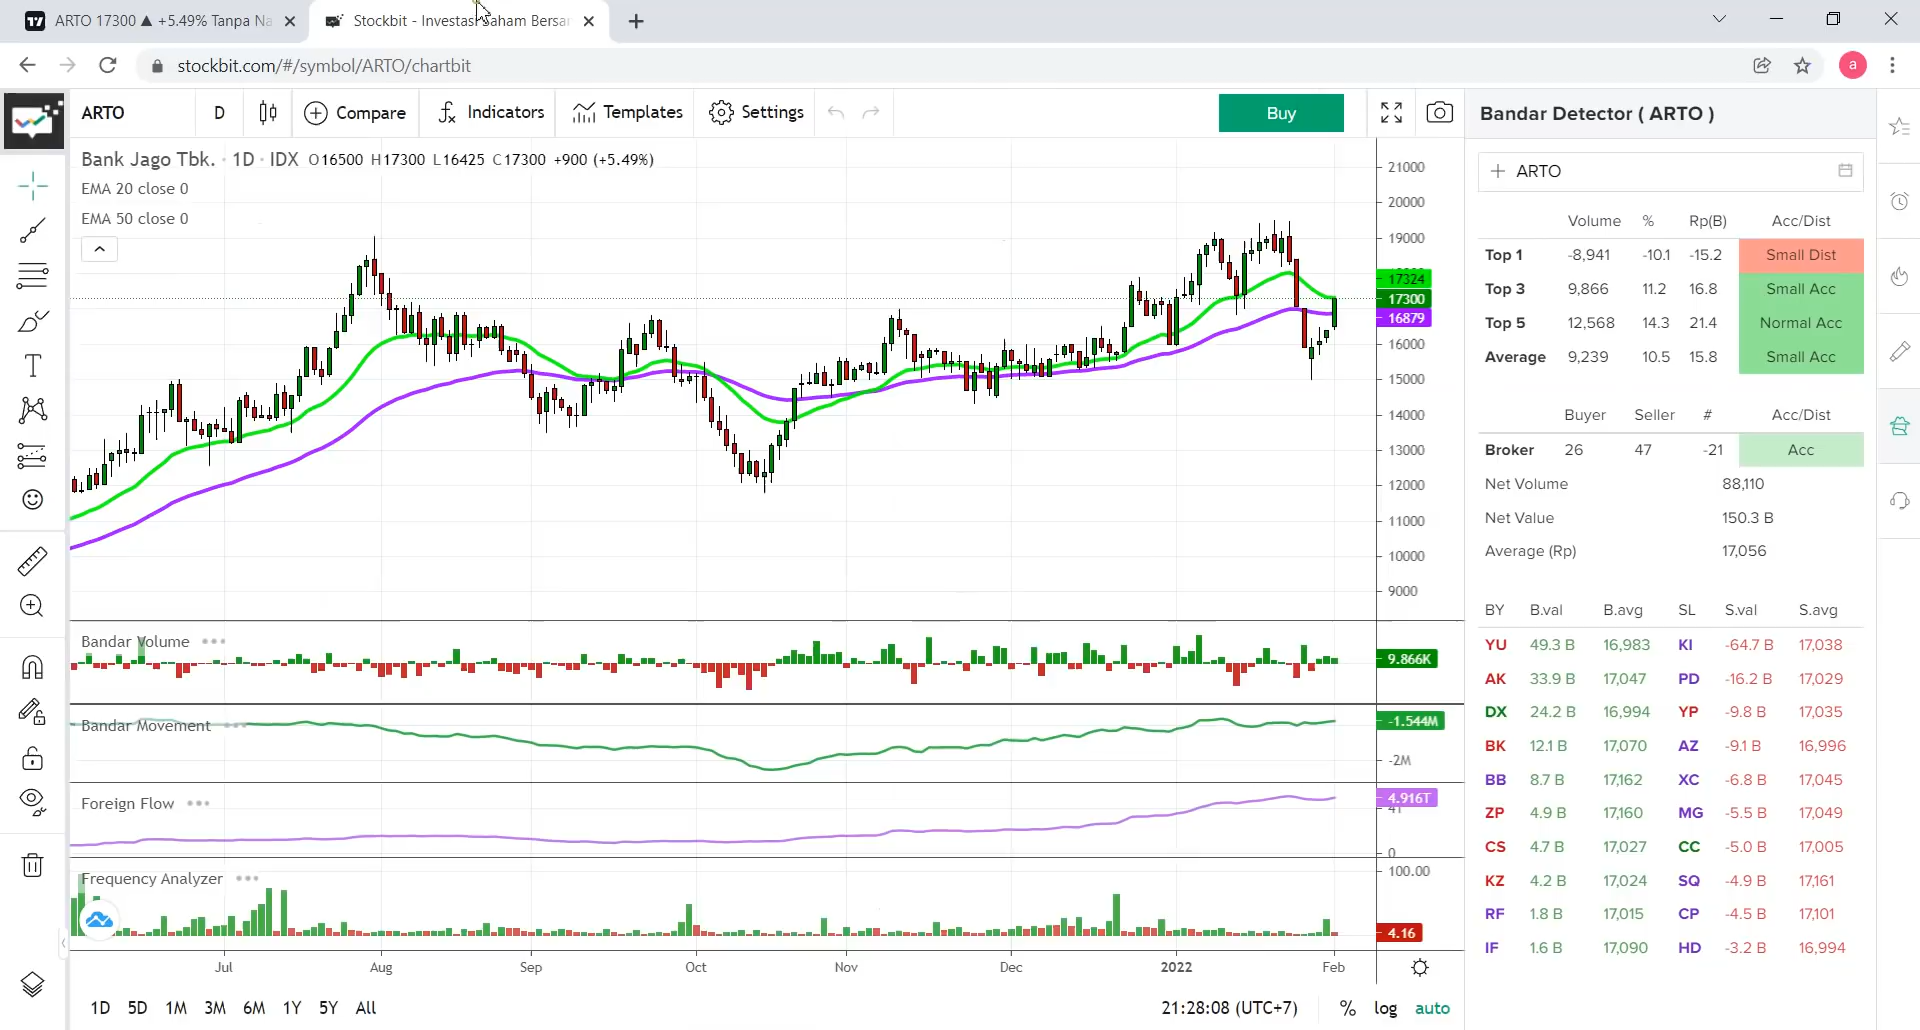 ARTO 17300 ▲ +5.49% Tanpa Na
Stockbit - Investasi Saham Bersar
stockbit.com/#/symbol/ARTO/chartbit
a
ARTO
D
Compare
Indicators
Templates
Settings
Buy
Bandar Detector ( ARTO )
Bank Jago Tbk. · 1D · IDX O16500 H17300 L16425 C17300 +900 (+5.49%)
EMA 20 close 0
EMA 50 close 0
21000
20000
19000
17324
17300
16879
16000
15000
14000
13000
12000
11000
10000
9000
Bandar Volume
9.866K
Bandar Movement
-1.544M
-2M
Foreign Flow
4.916T
0
Frequency Analyzer
100.00
4.16
Jul Aug Sep Oct Nov Dec 2022 Feb
1D 5D 1M 3M 6M 1Y 5Y All
21:28:08 (UTC+7) % log auto
ARTO
Volume % Rp(B) Acc/Dist
Top 1 -8,941 -10.1 -15.2 Small Dist
Top 3 9,866 11.2 16.8 Small Acc
Top 5 12,568 14.3 21.4 Normal Acc
Average 9,239 10.5 15.8 Small Acc
Buyer Seller # Acc/Dist
Broker 26 47 -21 Acc
Net Volume 88,110
Net Value 150.3 B
Average (Rp) 17,056
BY B.val B.avg SL S.val S.avg
YU 49.3 B 16,983 KI -64.7 B 17,038
AK 33.9 B 17,047 PD -16.2 B 17,029
DX 24.2 B 16,994 YP -9.8 B 17,035
BK 12.1 B 17,070 AZ -9.1 B 16,996
BB 8.7 B 17,162 XC -6.8 B 17,045
ZP 4.9 B 17,160 MG -5.5 B 17,049
CS 4.7 B 17,027 CC -5.0 B 17,005
KZ 4.2 B 17,024 SQ -4.9 B 17,161
RF 1.8 B 17,015 CP -4.5 B 17,101
IF 1.6 B 17,090 HD -3.2 B 16,994